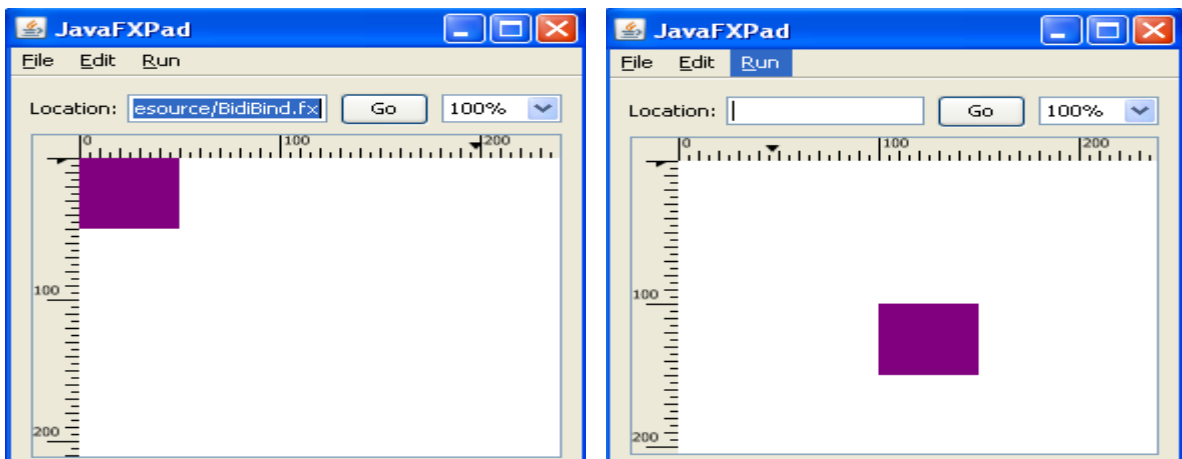 JavaFXPad
File Edit Run
Location: esource/BidiBind.fx Go 100%
0 100 200
100
200
JavaFXPad
File Edit Run
Location: Go 100%
0 100 200
100
200